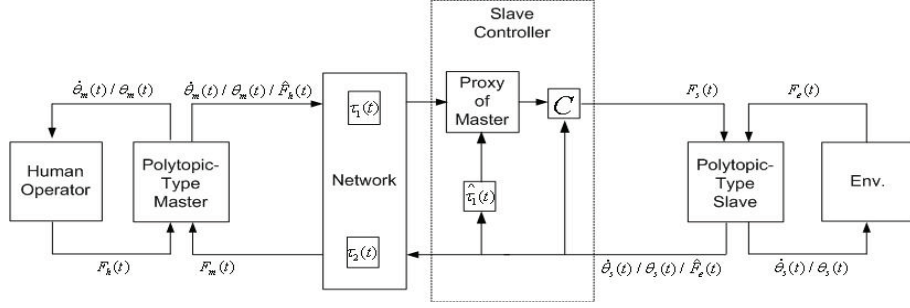 Slave
Controller
θ̇ₘ(t) / θₘ(t)
θ̇ₘ(t) / θₘ(t) / F̂ₕ(t)
τ₁(t)
Proxy
of
Master
C
Fₛ(t)
Fₑ(t)
Human
Operator
Polytopic-
Type
Master
Network
τ̂₁(t)
Polytopic-
Type
Slave
Env.
Fₕ(t)
Fₘ(t)
τ₂(t)
θ̇ₛ(t) / θₛ(t) / F̂ₑ(t)
θ̇ₛ(t) / θₛ(t)